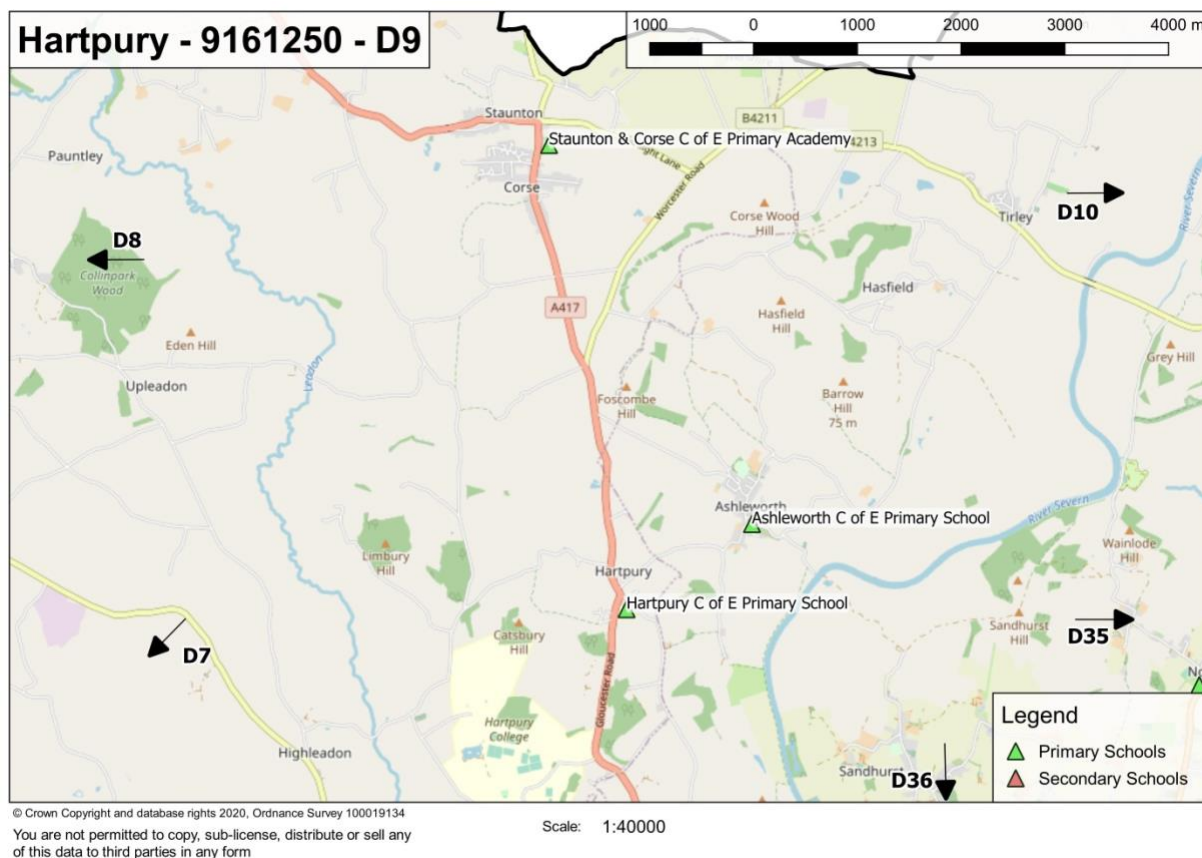 Hartpury - 9161250 - D9
1000 0 1000 2000 3000 4000 m
Staunton
B4211
Staunton & Corse C of E Primary Academy
4213
ght Lane
Pauntley
Corse
Worcester Road
Corse Wood
Hill
Tirley
D10
River Severn
D8
Collinpark
Wood
Hasfield
A417
Hasfield
Hill
Eden Hill
Leadon
Grey Hill
Upleadon
Foscombe
Hill
Barrow
Hill
75 m
Ashleworth
Ashleworth C of E Primary School
River Severn
Wainlode
Hill
Limbury
Hill
Hartpury
Hartpury C of E Primary School
Catsbury
Hill
Sandhurst
Hill
D35
D7
Gloucester Road
No
Hartpury
College
Highleadon
Sandhurst
D36
Legend
Primary Schools
Secondary Schools
© Crown Copyright and database rights 2020, Ordnance Survey 100019134
You are not permitted to copy, sub-license, distribute or sell any
of this data to third parties in any form
Scale: 1:40000